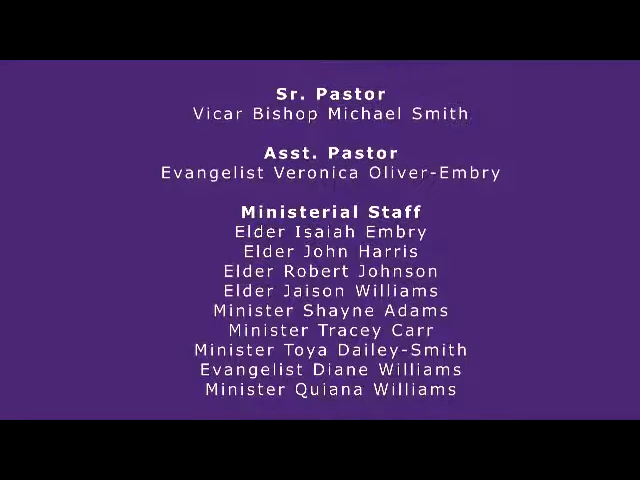 Sr. Pastor
Vicar Bishop Michael Smith
Asst. Pastor
Evangelist Veronica Oliver-Embry
Ministerial Staff
Elder Isaiah Embry
Elder John Harris
Elder Robert Johnson
Elder Jaison Williams
Minister Shayne Adams
Minister Tracey Carr
Minister Toya Dailey-Smith
Evangelist Diane Williams
Minister Quiana Williams